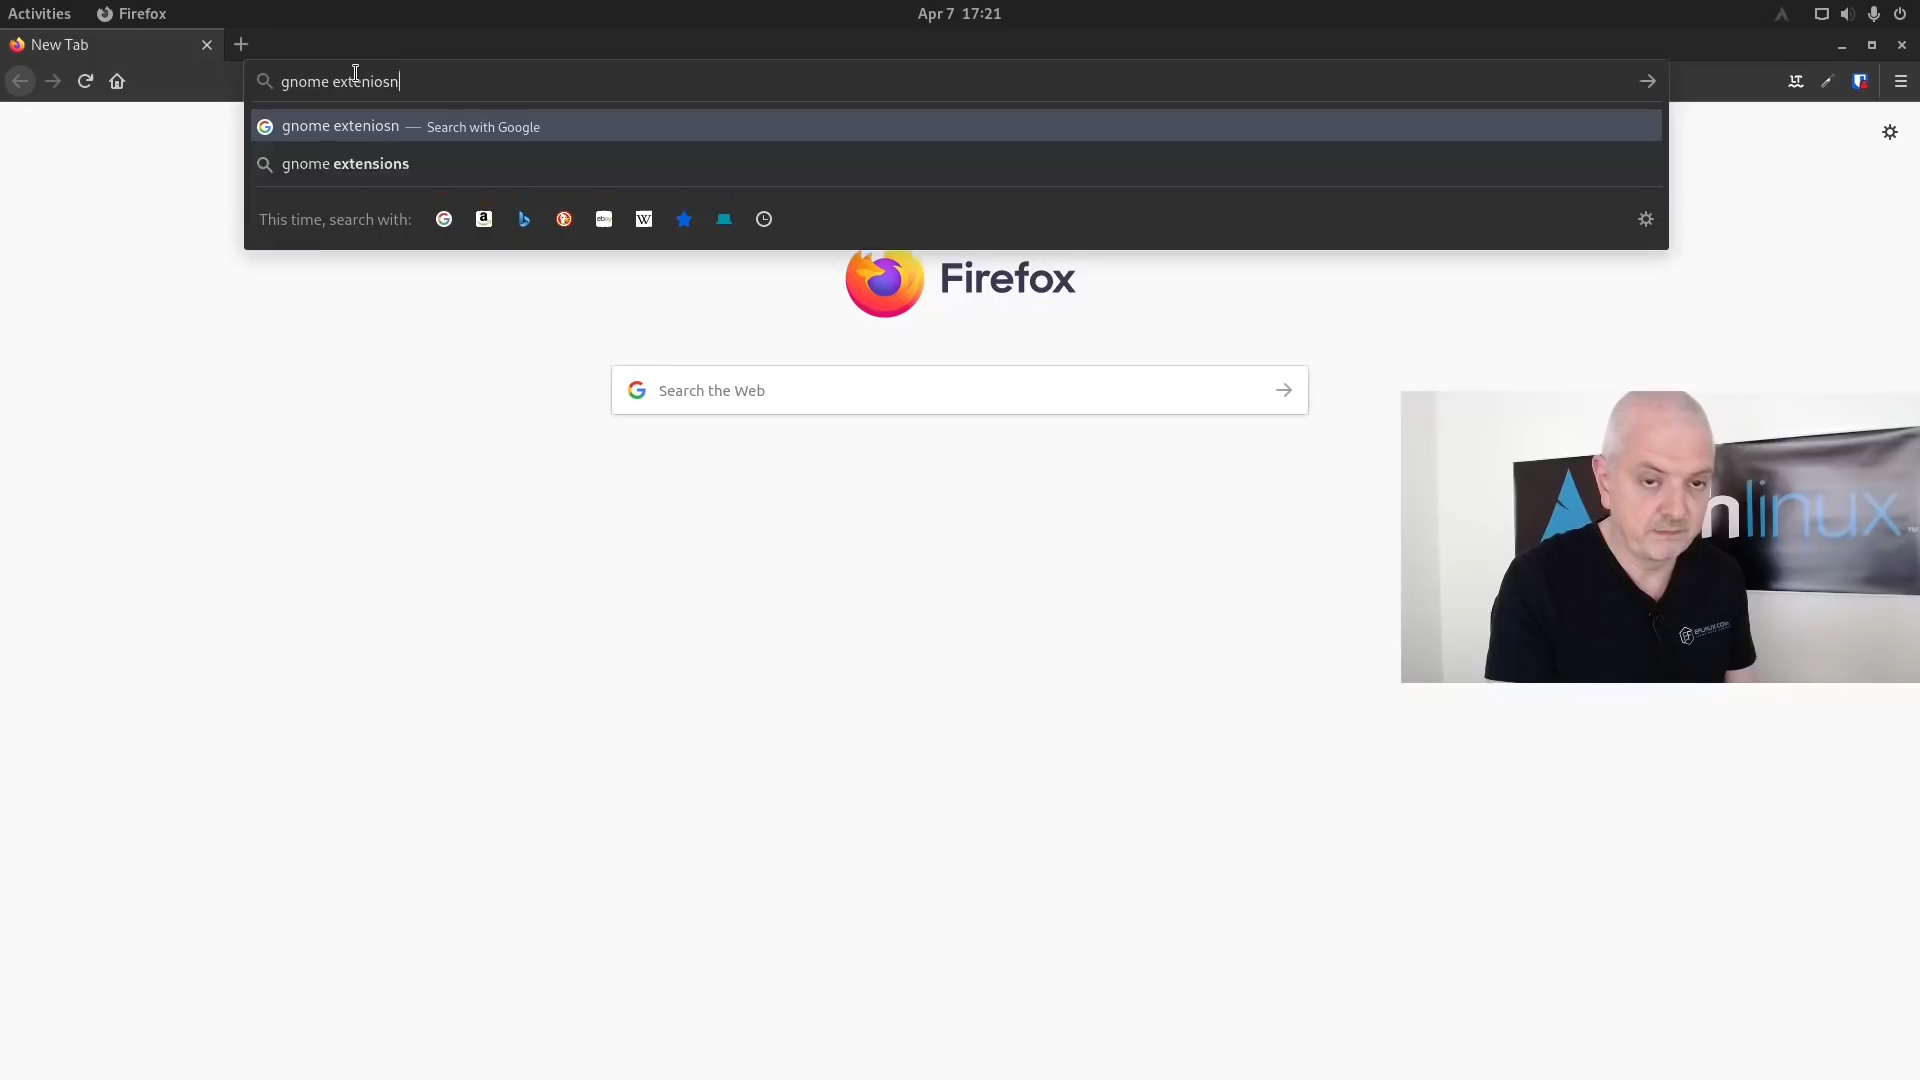 Activities Firefox Apr 7 17:21
New Tab
gnome exteniosn
gnome exteniosn — Search with Google
gnome extensions
This time, search with:
Firefox
Search the Web
linux